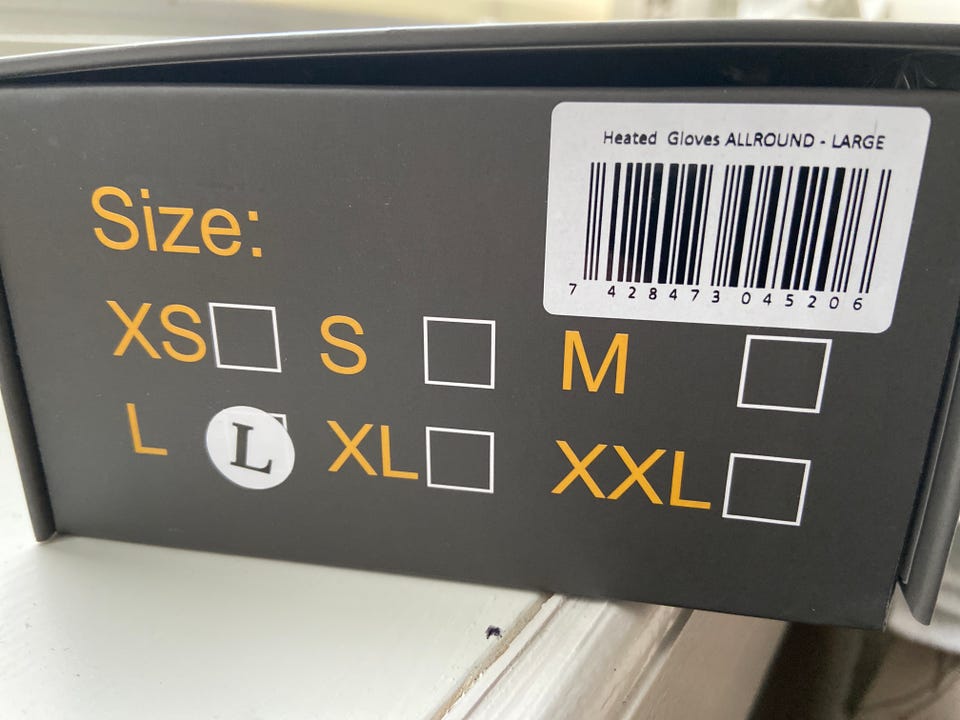 Heated Gloves ALLROUND - LARGE
7 428473 045206
Size:
XS S M
L L XL XXL